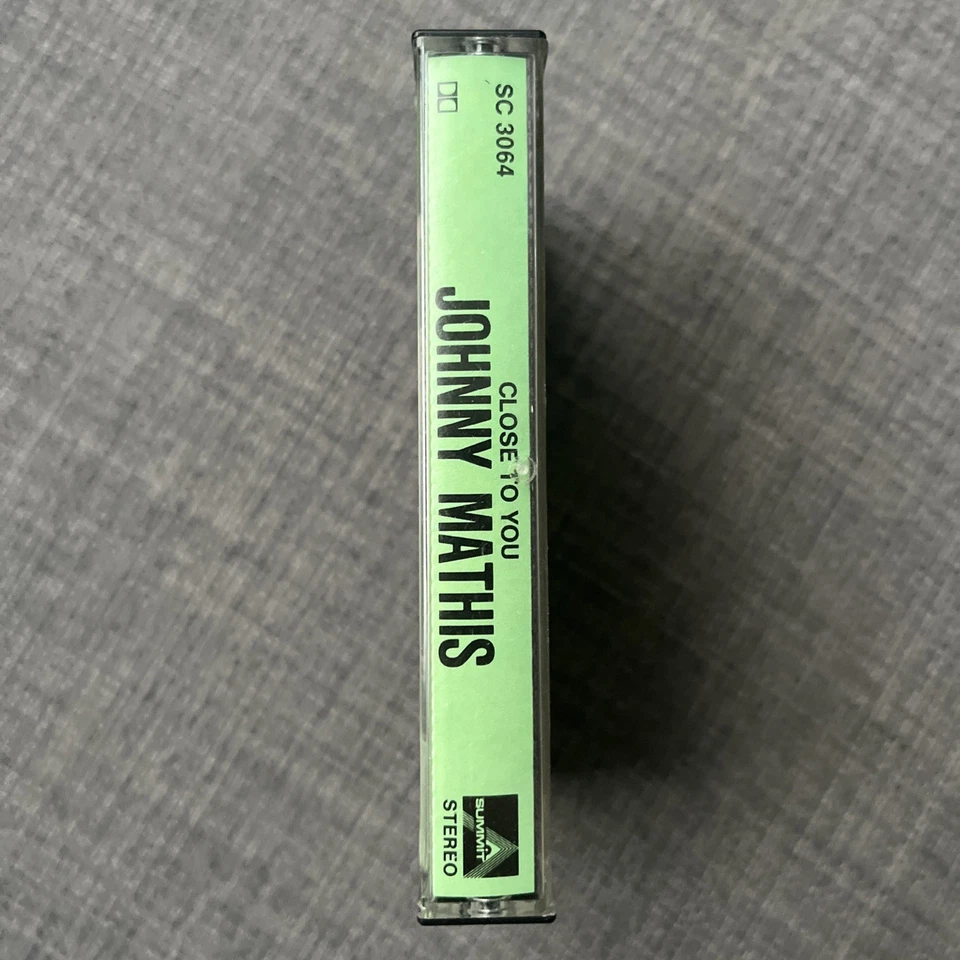 SC 3064
CLOSE TO YOU
JOHNNY MATHIS
SUMMIT
STEREO